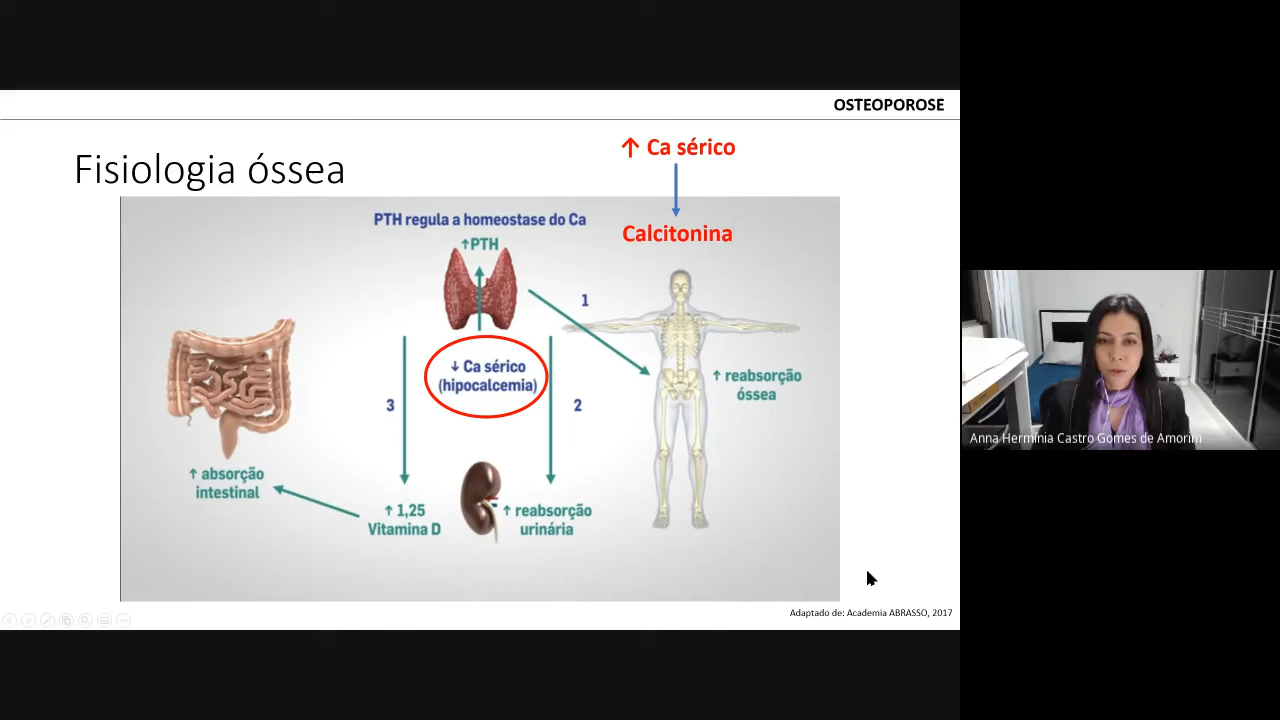 OSTEOPOROSE
Fisiologia óssea
↑ Ca sérico
Calcitonina
PTH regula a homeostase do Ca
↑PTH
1
↓ Ca sérico
(hipocalcemia)
3
2
↑ reabsorção
óssea
↑ absorção
intestinal
↑ 1,25
Vitamina D
↑ reabsorção
urinária
Adaptado de: Academia ABRASSO, 2017
Anna Hermínia Castro Gomes de Amorim